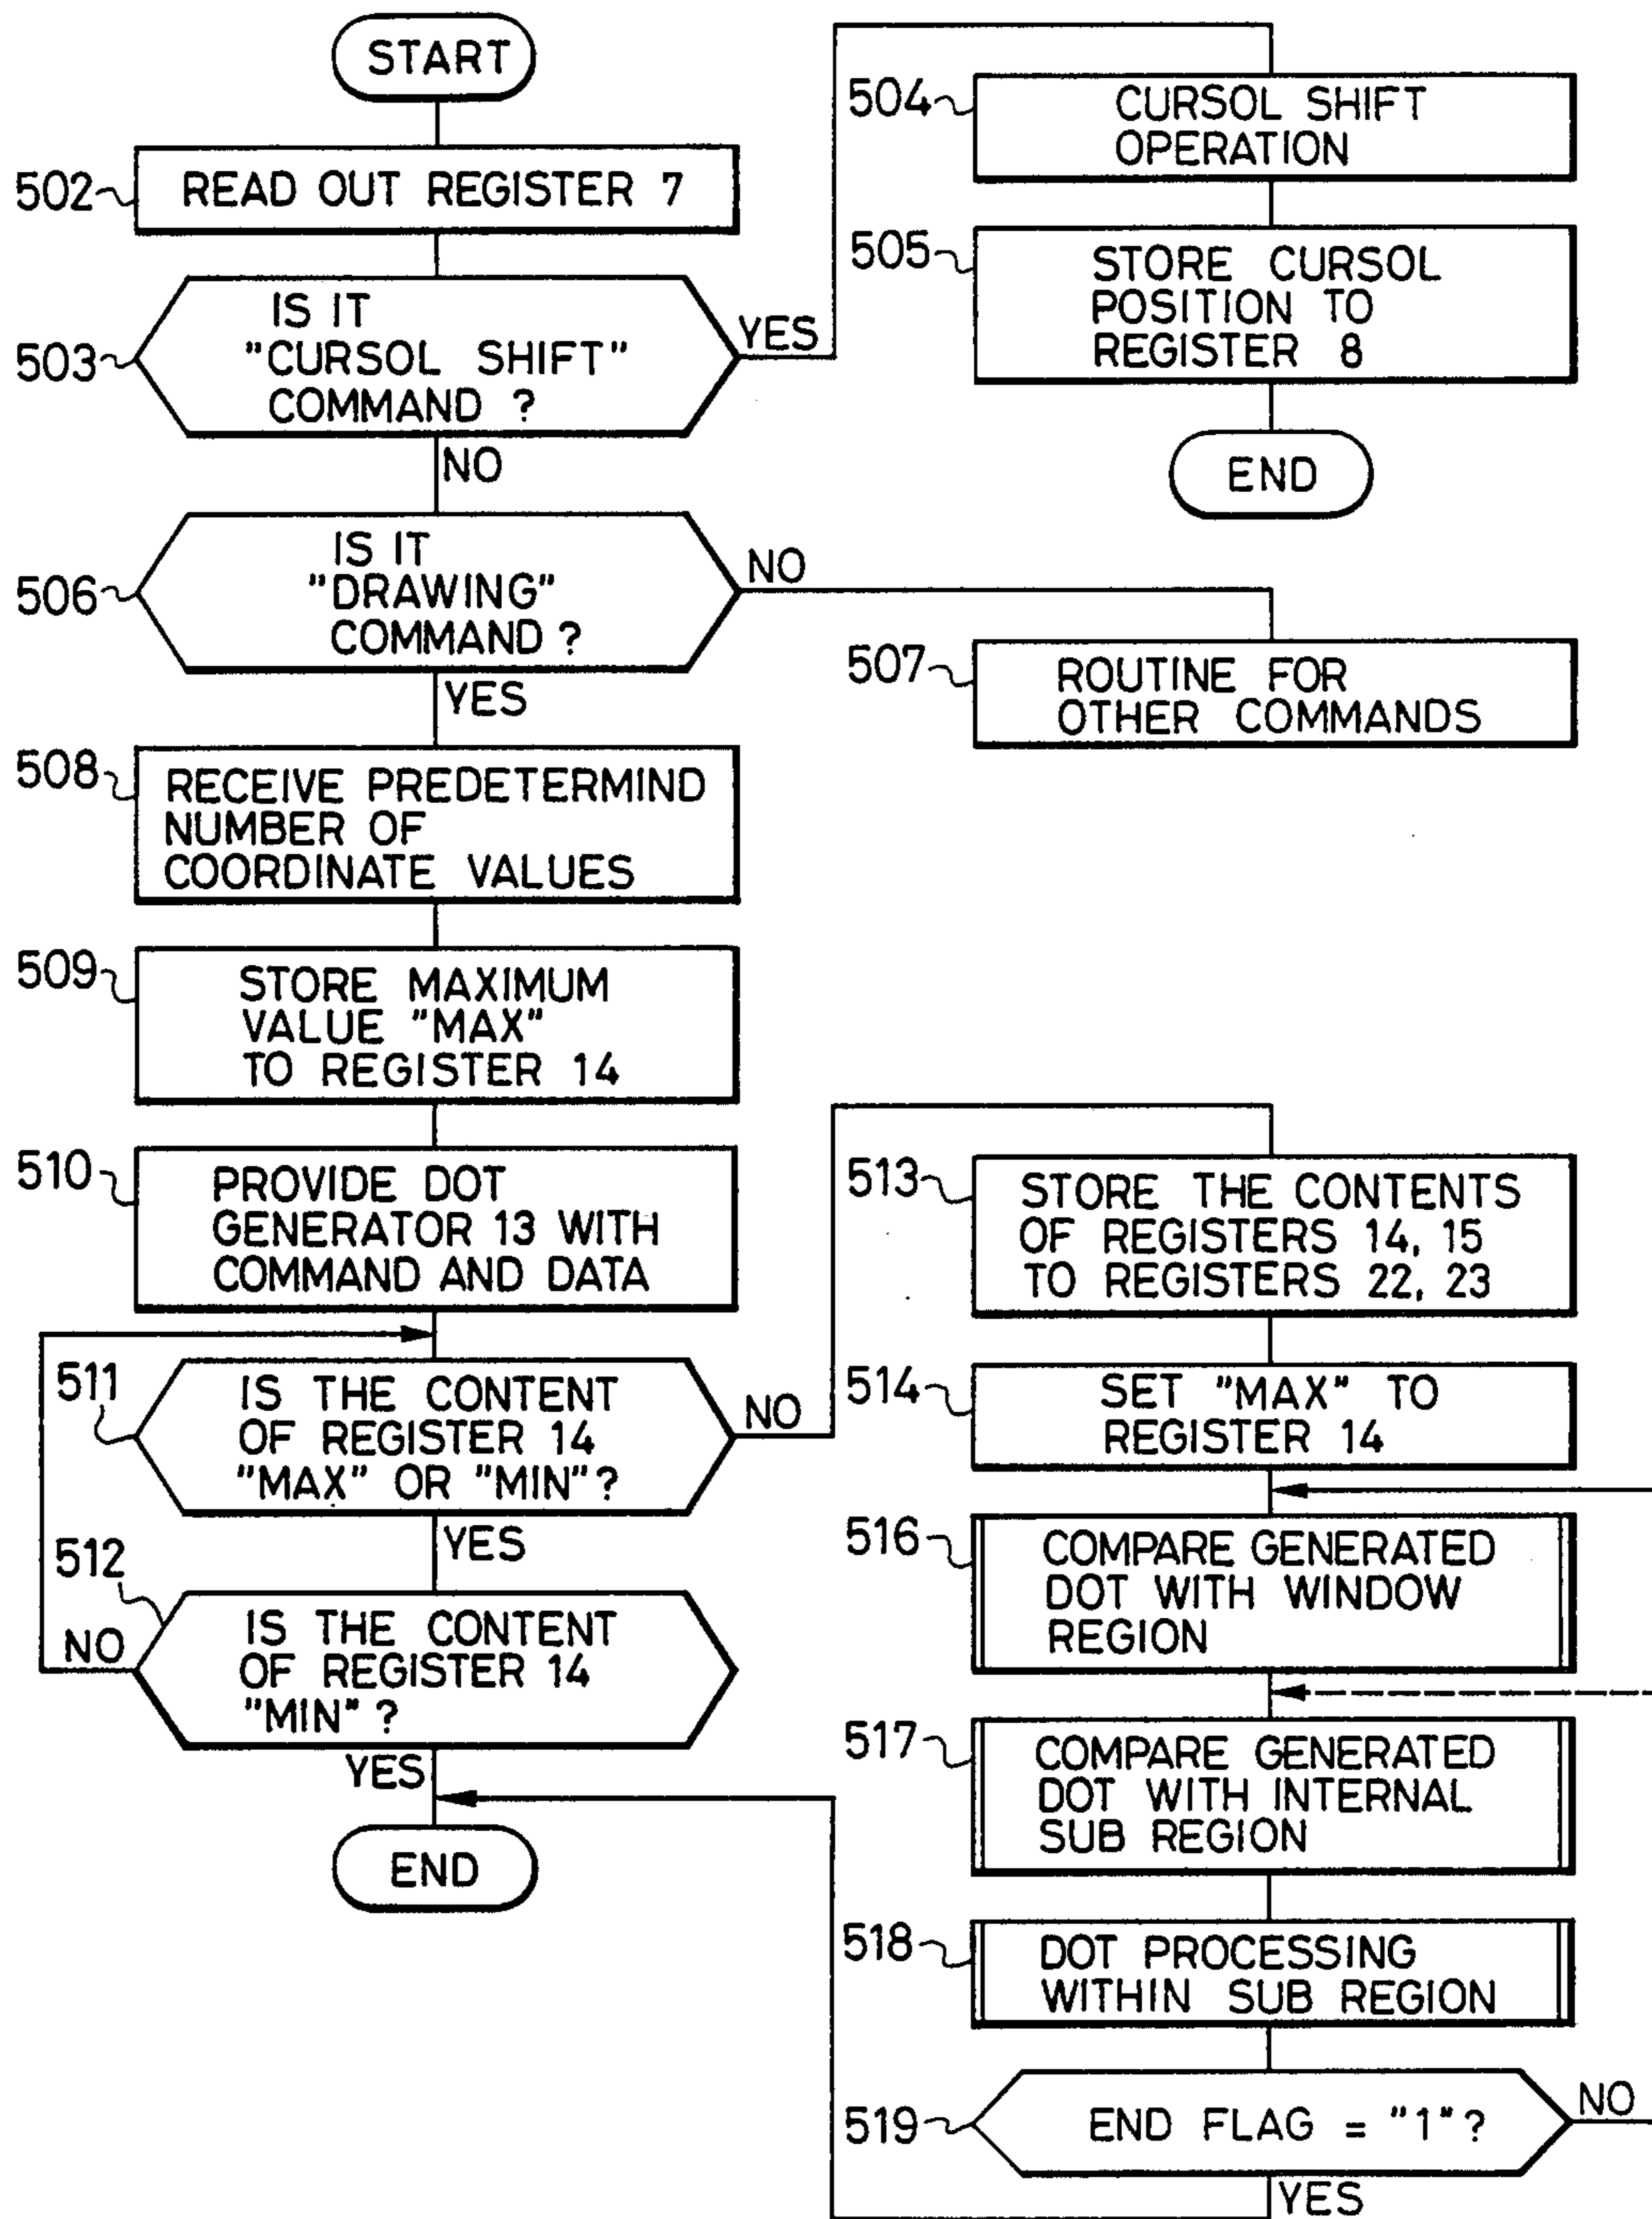 START
502
READ OUT REGISTER 7
503
IS IT
"CURSOL SHIFT"
COMMAND ?
YES
NO
504
CURSOL SHIFT
OPERATION
505
STORE CURSOL
POSITION TO
REGISTER 8
END
506
IS IT
"DRAWING"
COMMAND ?
NO
YES
507
ROUTINE FOR
OTHER COMMANDS
508
RECEIVE PREDETERMIND
NUMBER OF
COORDINATE VALUES
509
STORE MAXIMUM
VALUE "MAX"
TO REGISTER 14
510
PROVIDE DOT
GENERATOR 13 WITH
COMMAND AND DATA
511
IS THE CONTENT
OF REGISTER 14
"MAX" OR "MIN"?
NO
YES
512
IS THE CONTENT
OF REGISTER 14
"MIN"?
NO
YES
END
513
STORE THE CONTENTS
OF REGISTERS 14, 15
TO REGISTERS 22, 23
514
SET "MAX" TO
REGISTER 14
516
COMPARE GENERATED
DOT WITH WINDOW
REGION
517
COMPARE GENERATED
DOT WITH INTERNAL
SUB REGION
518
DOT PROCESSING
WITHIN SUB REGION
519
END FLAG = "1"?
NO
YES